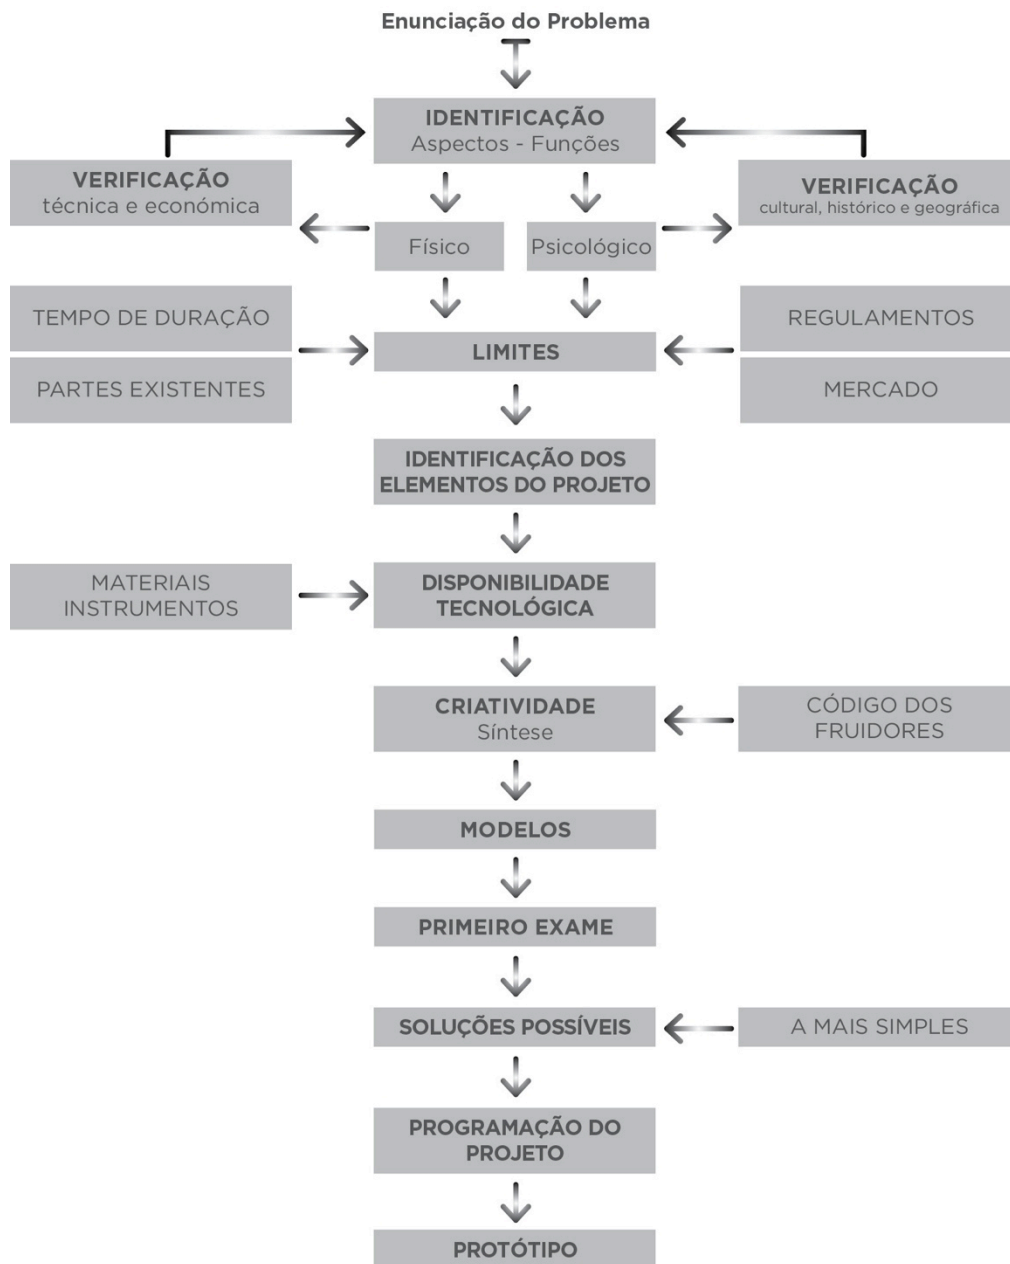 Enunciação do Problema
IDENTIFICAÇÃO
Aspectos - Funções
VERIFICAÇÃO
técnica e económica
VERIFICAÇÃO
cultural, histórico e geográfica
Físico
Psicológico
TEMPO DE DURAÇÃO
REGULAMENTOS
LIMITES
PARTES EXISTENTES
MERCADO
IDENTIFICAÇÃO DOS
ELEMENTOS DO PROJETO
MATERIAIS
INSTRUMENTOS
DISPONIBILIDADE
TECNOLÓGICA
CRIATIVIDADE
Síntese
CÓDIGO DOS
FRUIDORES
MODELOS
PRIMEIRO EXAME
SOLUÇÕES POSSÍVEIS
A MAIS SIMPLES
PROGRAMAÇÃO DO
PROJETO
PROTÓTIPO